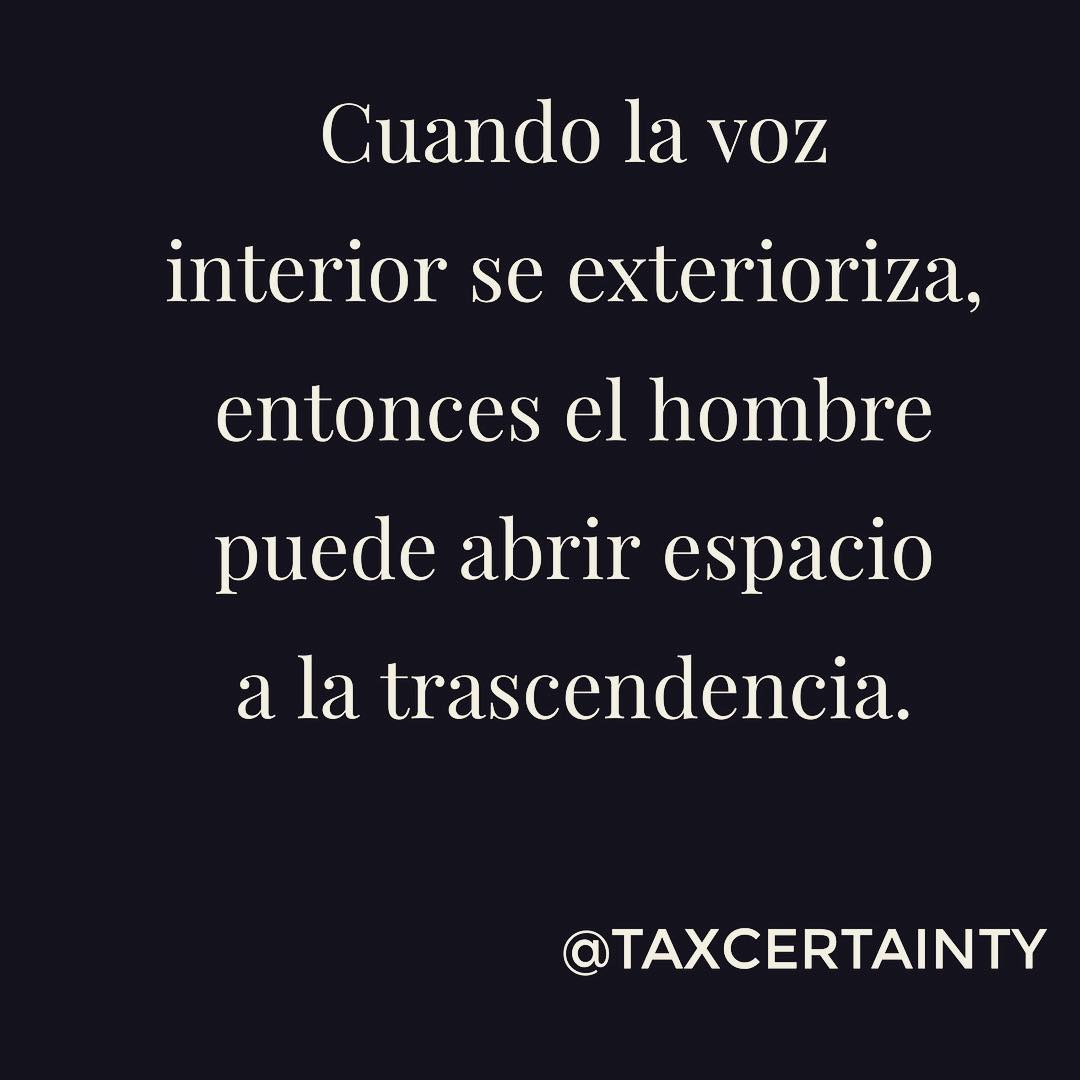 Cuando la voz
interior se exterioriza,
entonces el hombre
puede abrir espacio
a la trascendencia.
@TAXCERTAINTY